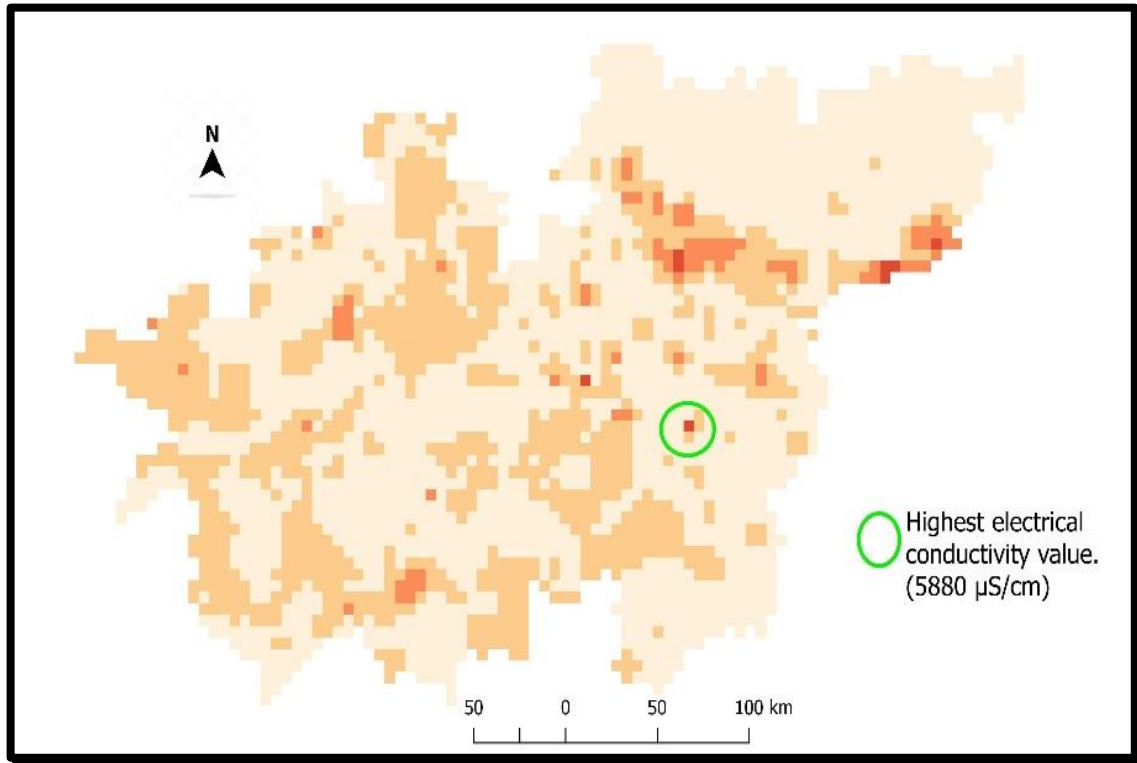 N
Highest electrical
conductivity value.
(5880 µS/cm)
50 0 50 100 km